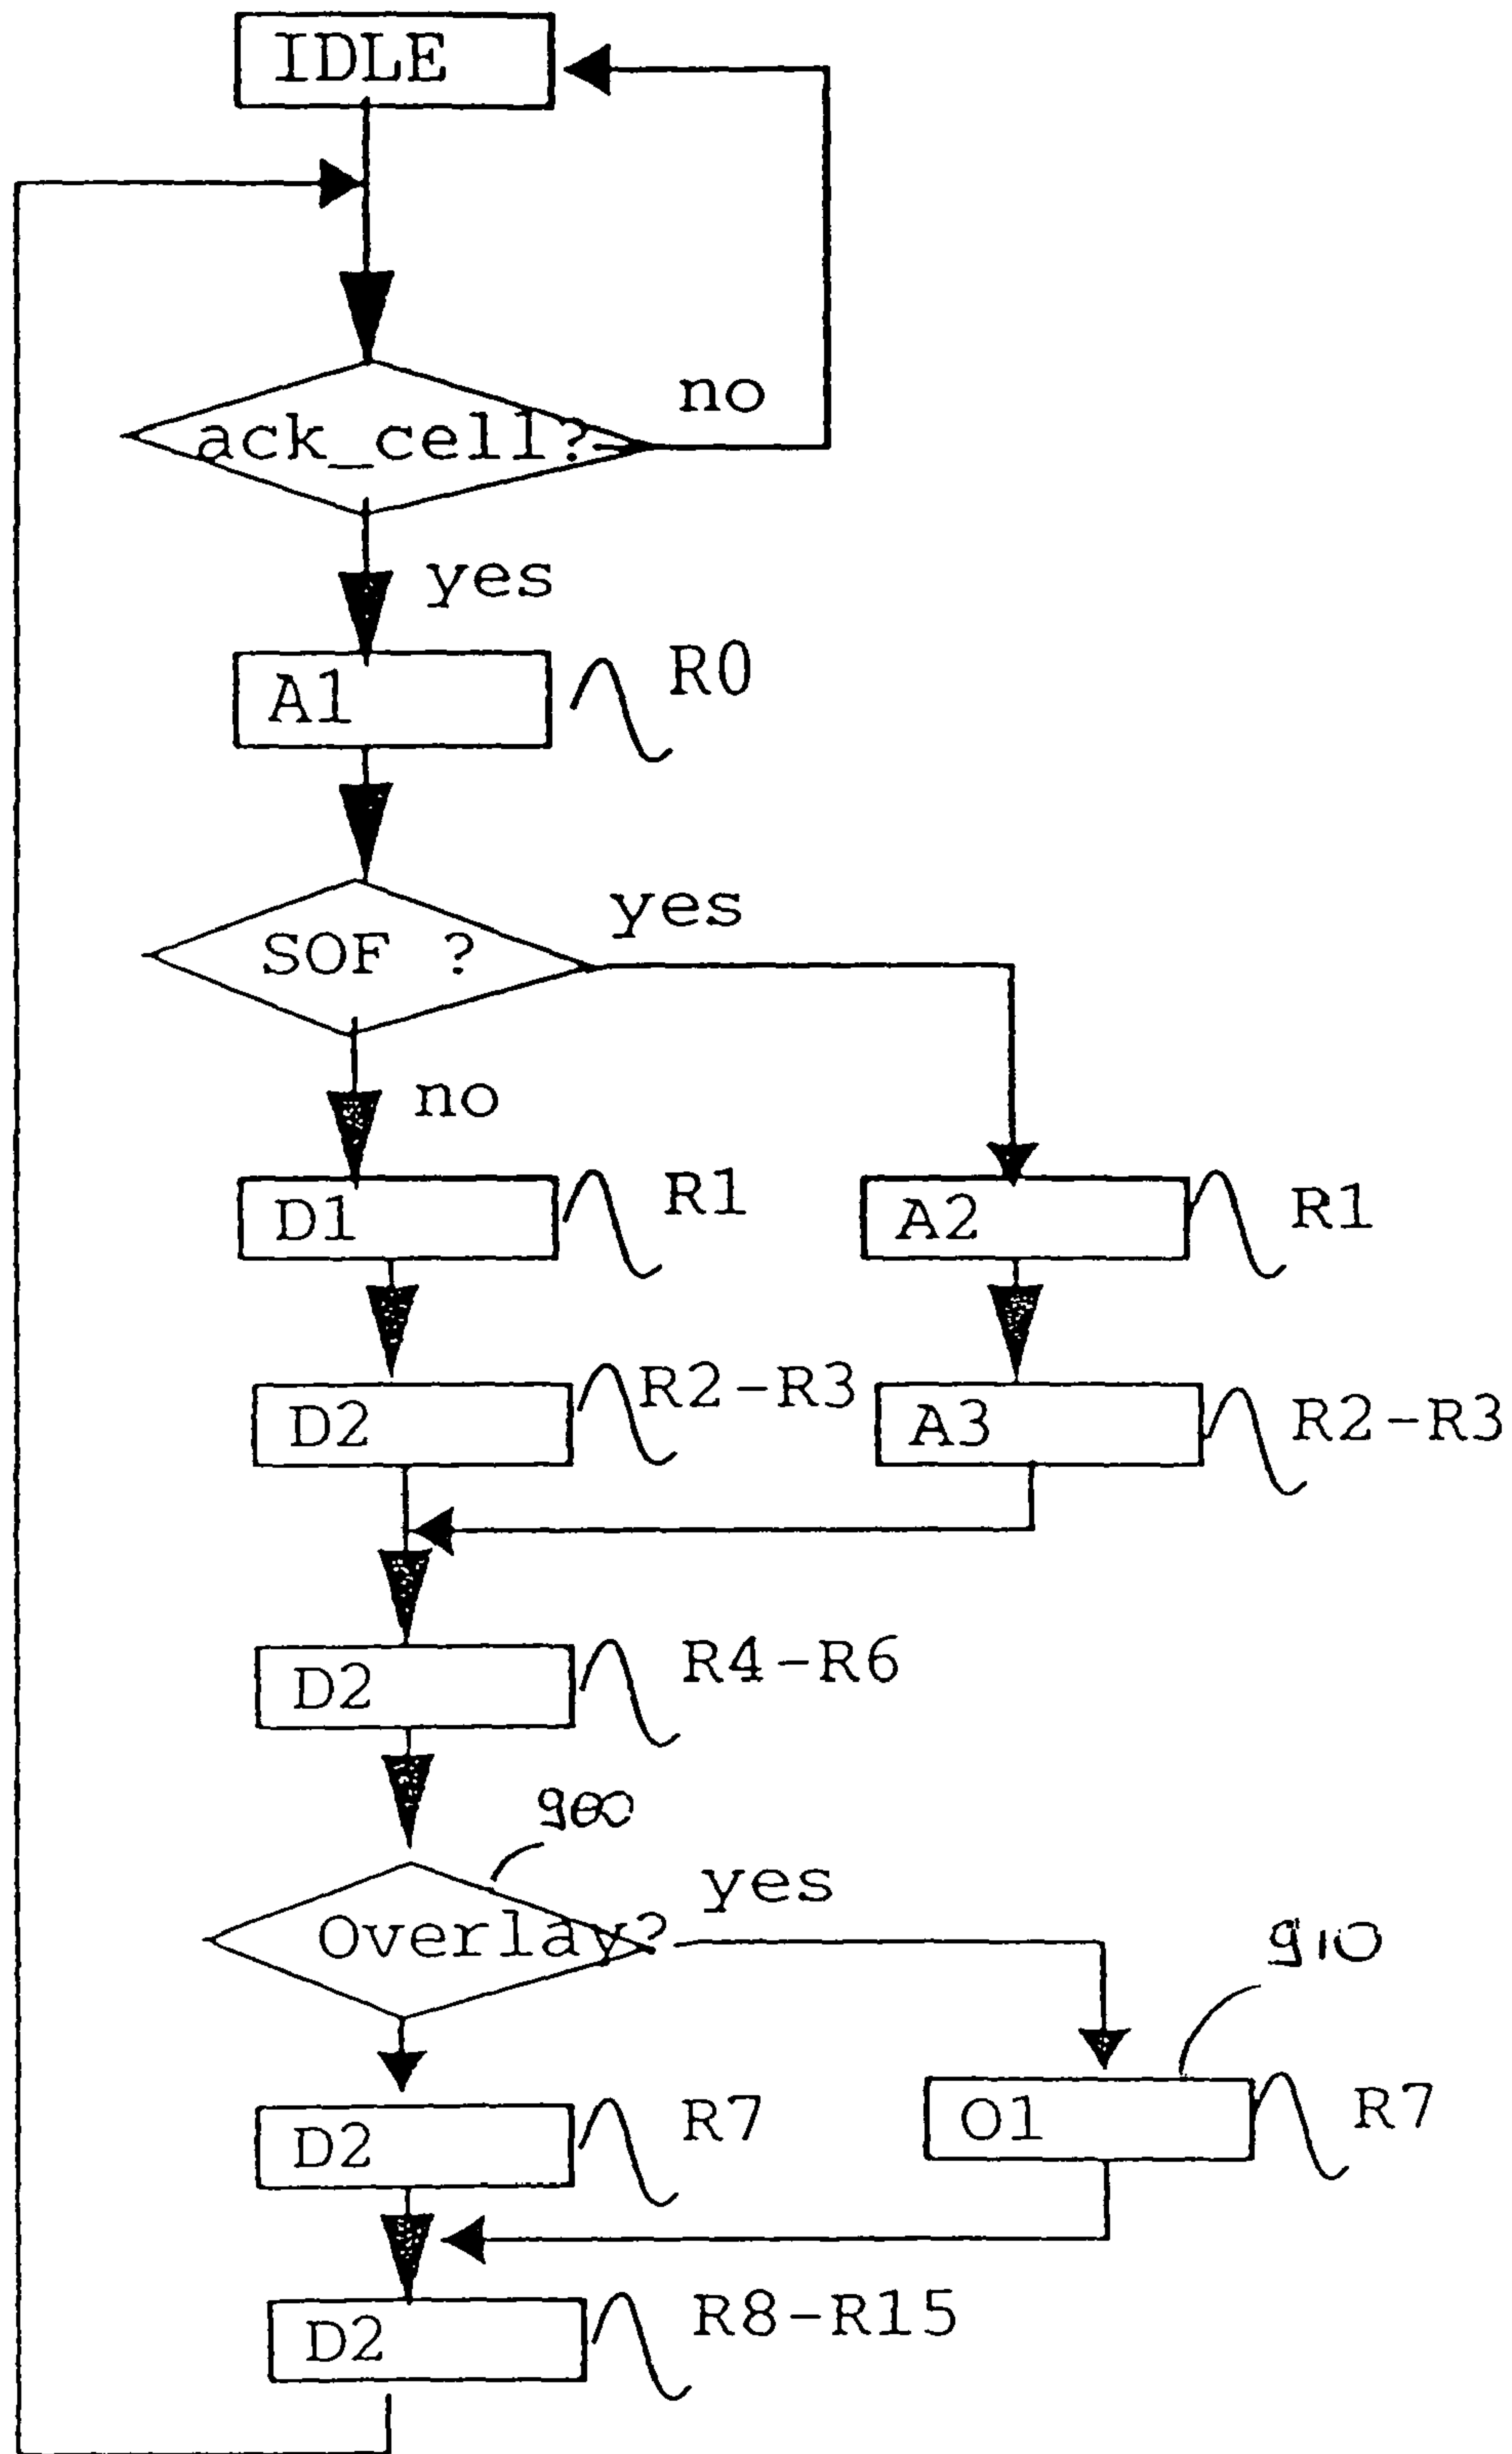 IDLE
no
ack_cell?
yes
A1
R0
yes
SOF ?
no
D1
R1
A2
R1
D2
R2-R3
A3
R2-R3
D2
R4-R6
900
yes
Overlay?
910
D2
R7
O1
R7
D2
R8-R15